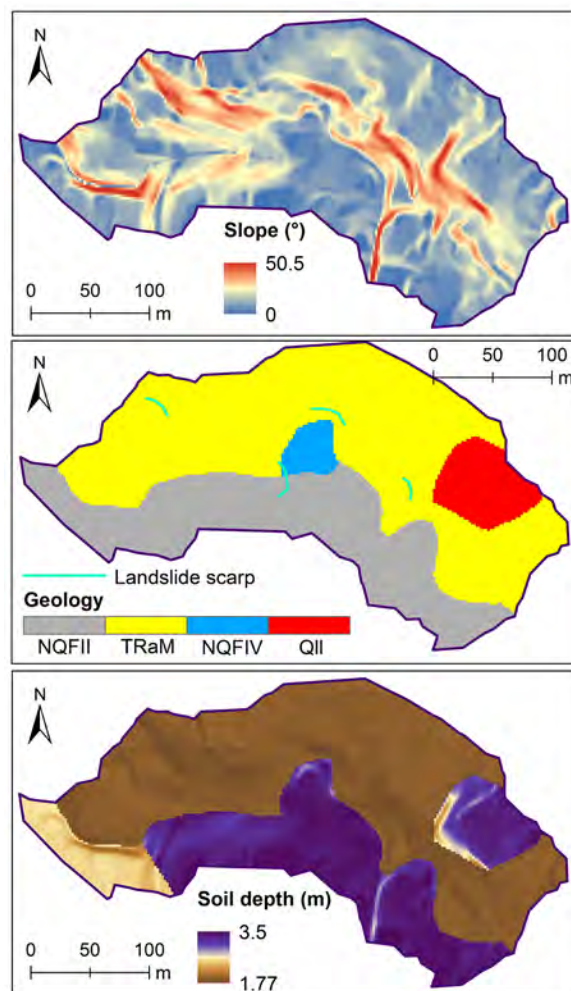 N
Slope (°)
50.5
0
0 50 100
m
N
0 50 100
m
Landslide scarp
Geology
NQFII TRaM NQFIV QII
N
Soil depth (m)
3.5
1.77
0 50 100
m